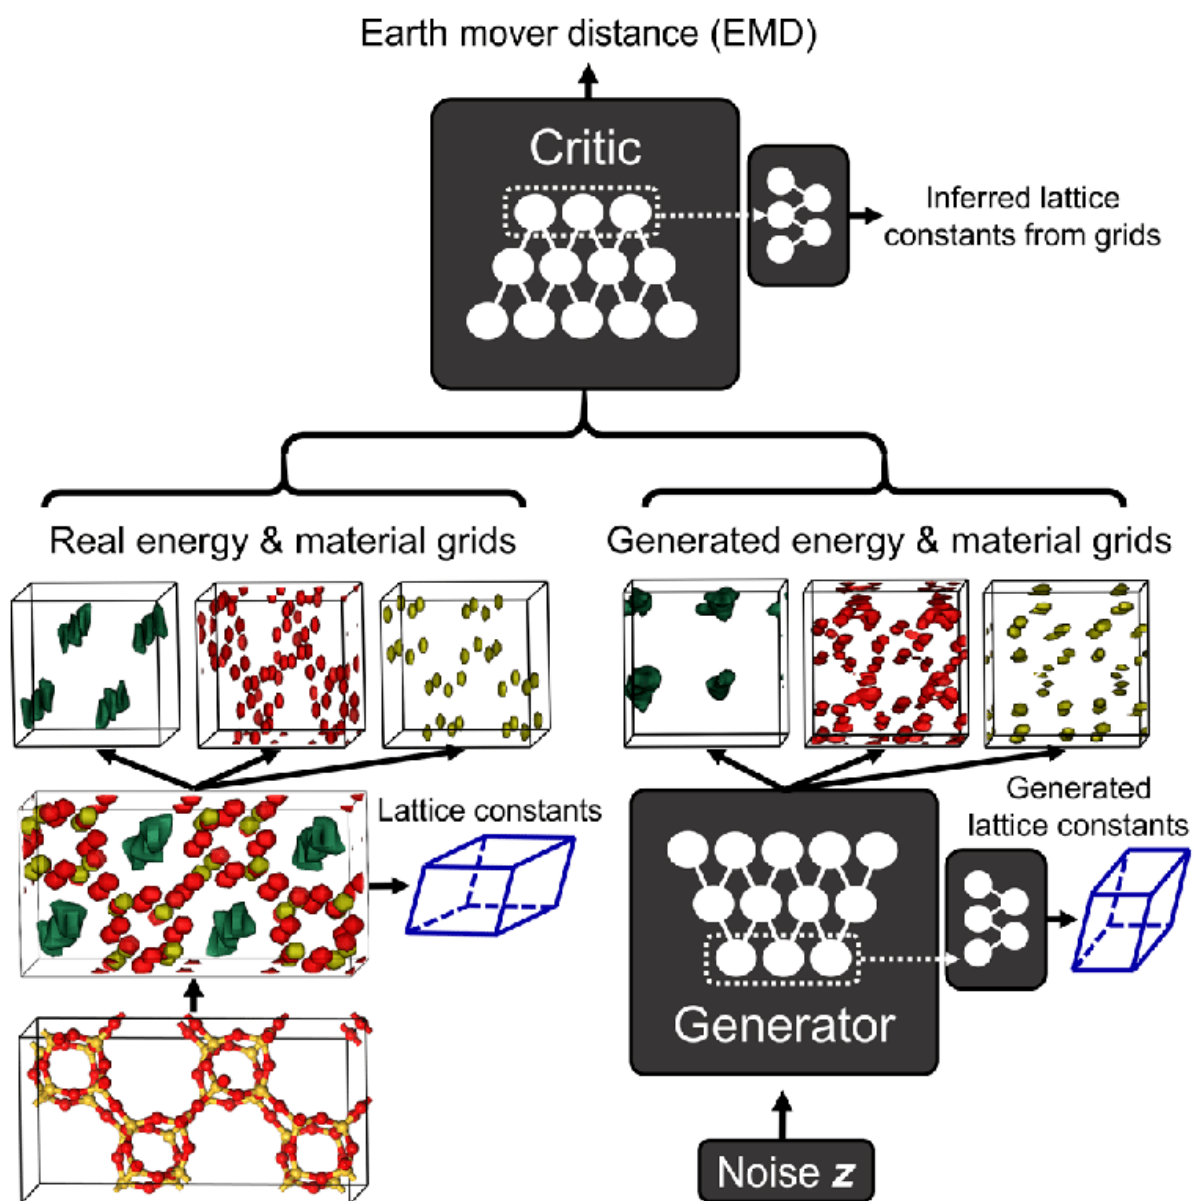 Earth mover distance (EMD)
Critic
Inferred lattice
constants from grids
Real energy & material grids
Generated energy & material grids
Lattice constants
Generated
lattice constants
Generator
Noise z